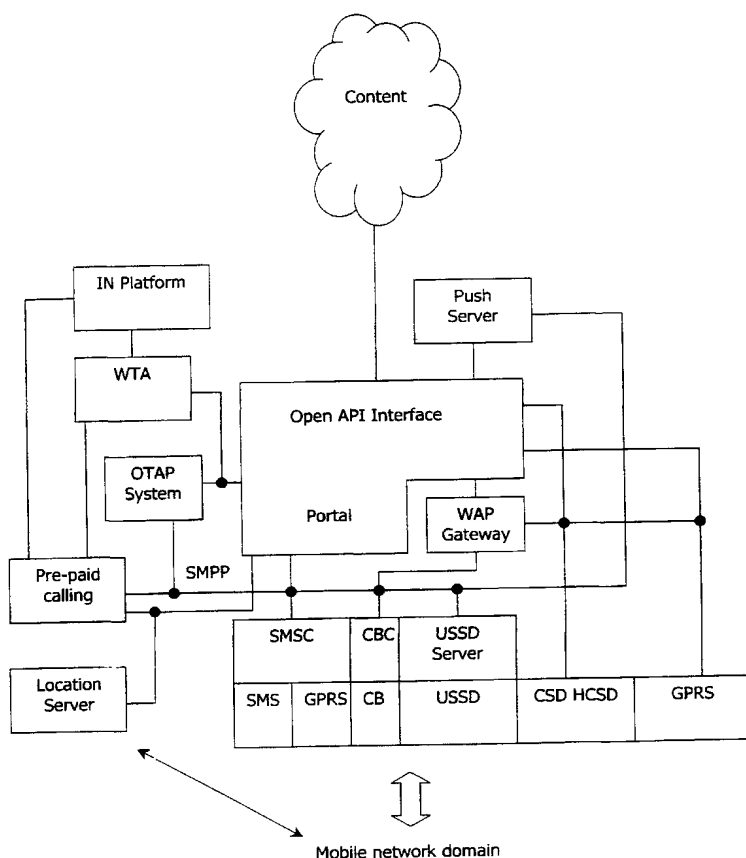 Content
IN Platform
Push
Server
WTA
Open API Interface
OTAP
System
Portal
WAP
Gateway
Pre-paid
calling
SMPP
SMSC
CBC
USSD
Server
Location
Server
SMS
GPRS
CB
USSD
CSD HCSD
GPRS
Mobile network domain